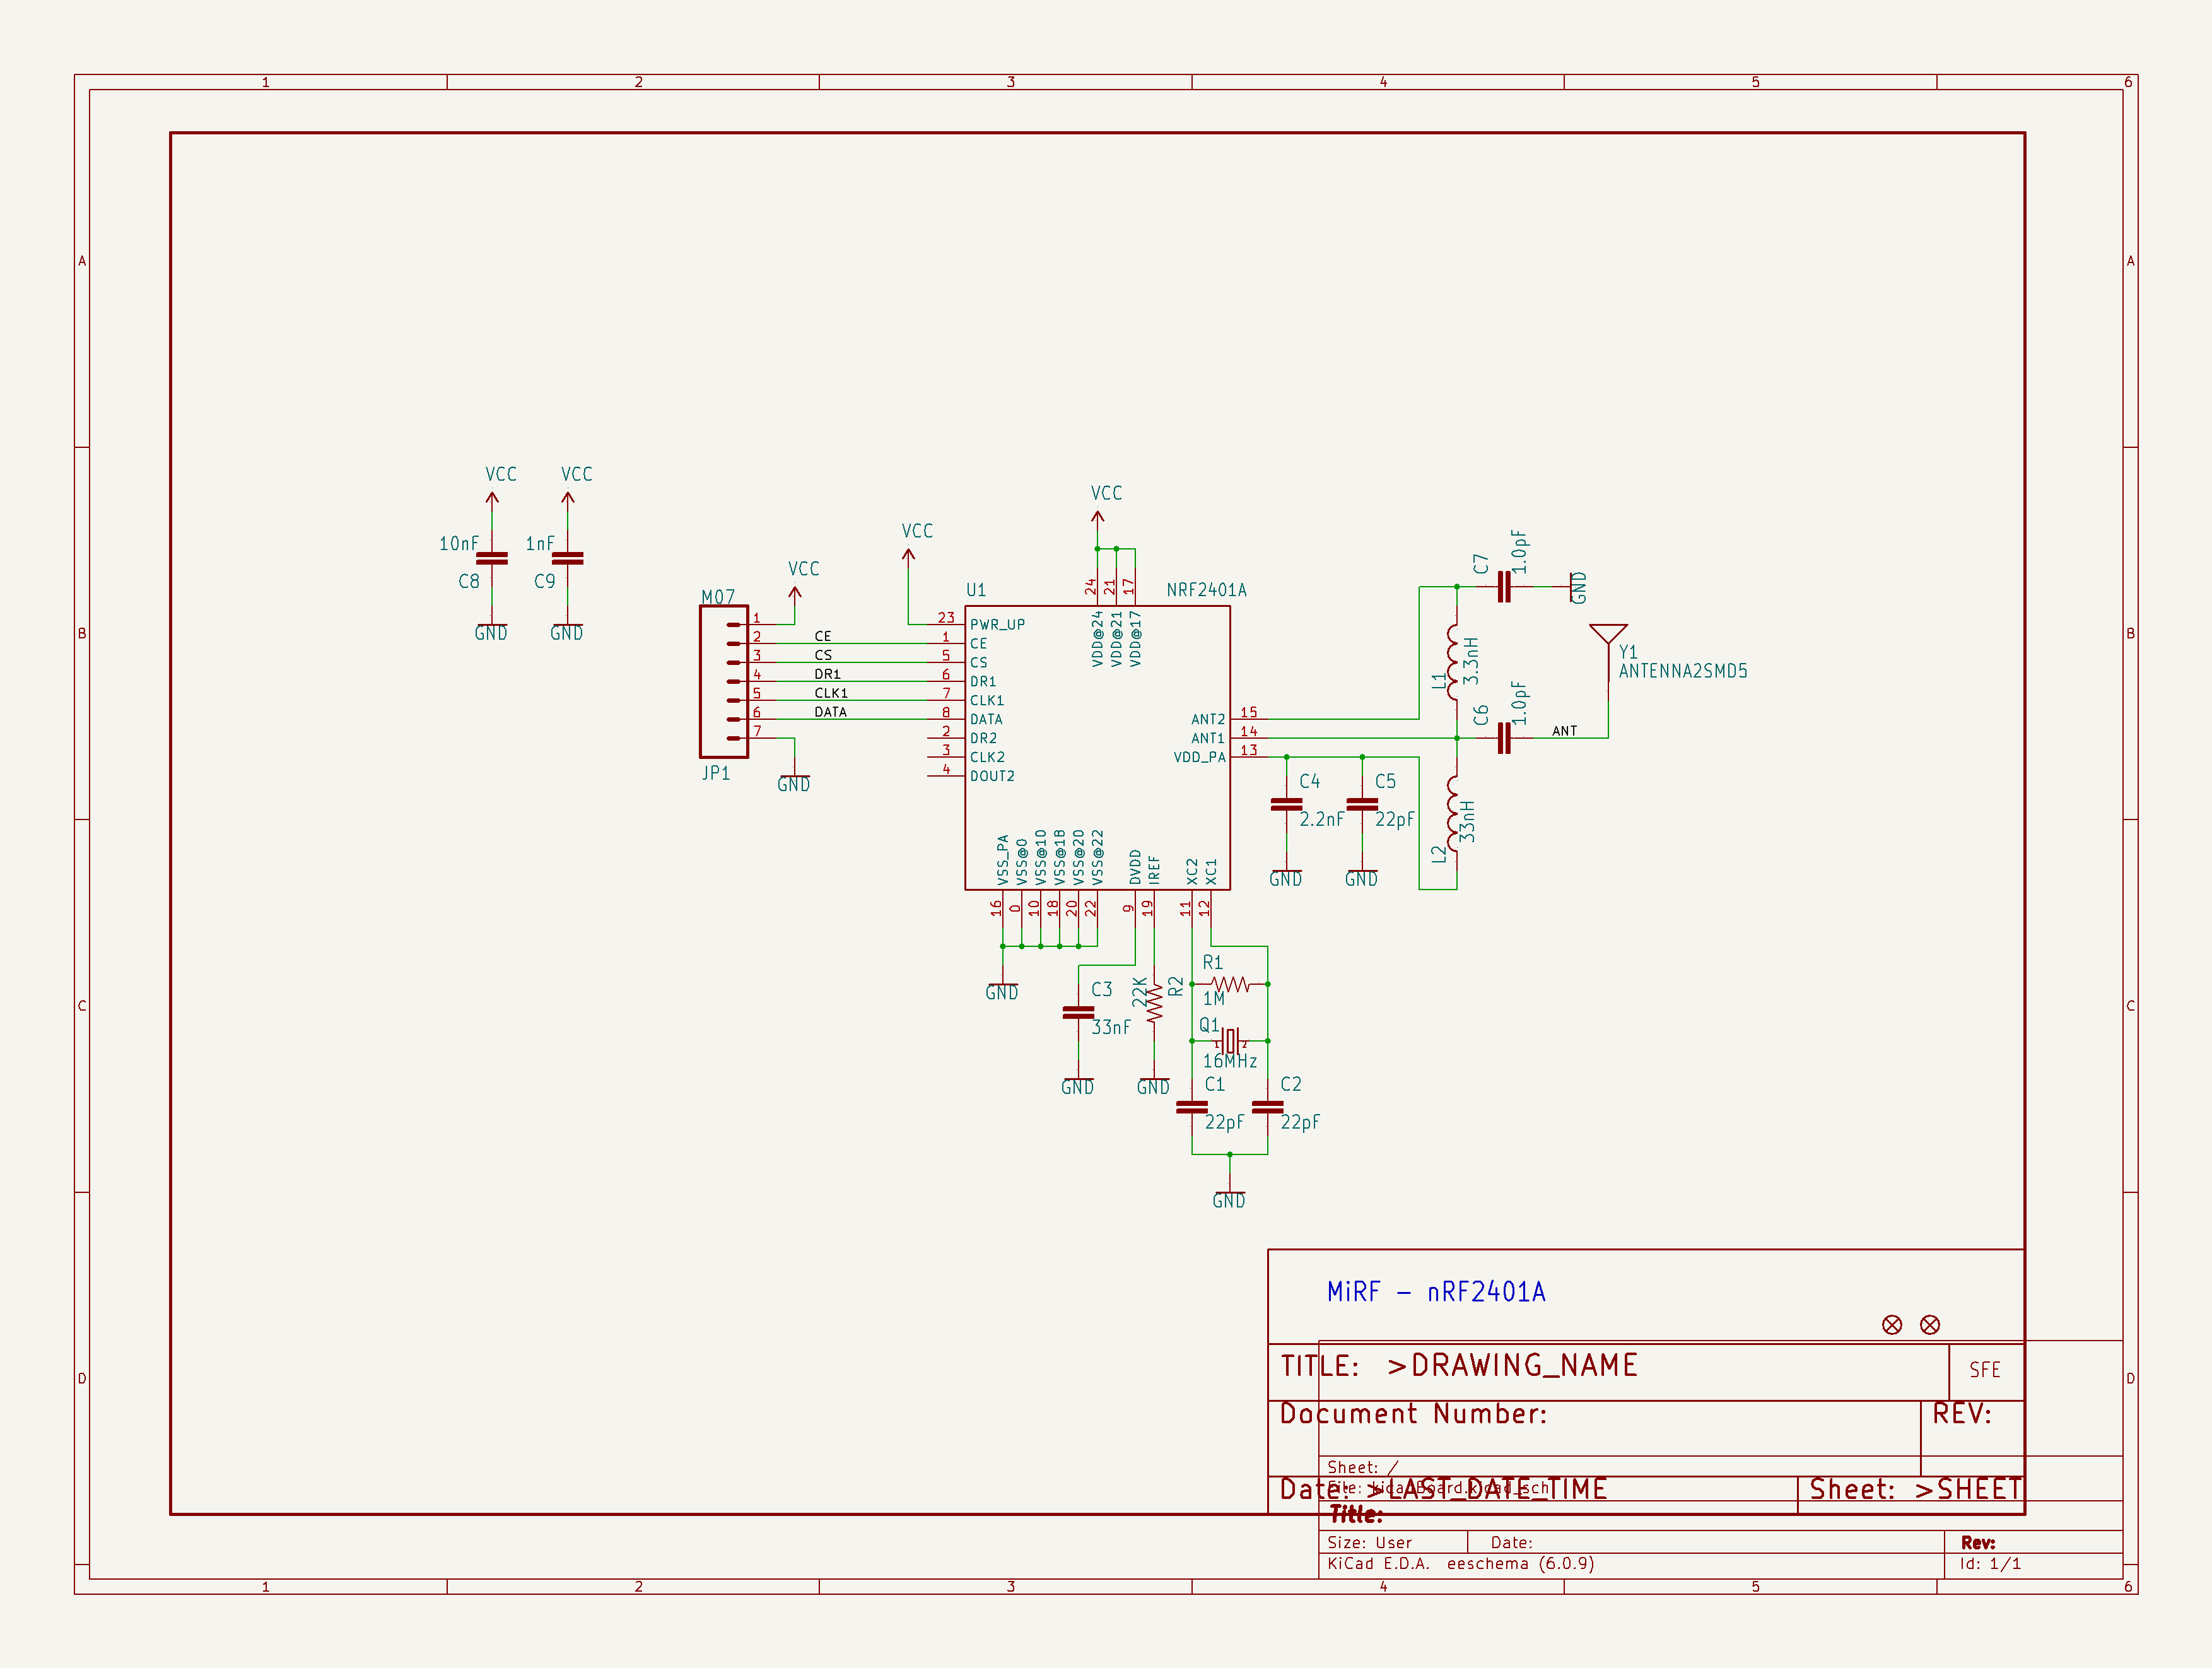 1 2 3 4 5 6
A
A
B
B
C
C
D
D
VCC
10nF
C8
GND
VCC
1nF
C9
GND
M07
1
2
3
4
5
6
7
JP1
VCC
CE
CS
DR1
CLK1
DATA
GND
VCC
VCC
24
21
17
U1
NRF2401A
VDD@24
VDD@21
VDD@17
23 PWR_UP
1 CE
5 CS
6 DR1
7 CLK1
8 DATA
2 DR2
3 CLK2
4 DOUT2
ANT2 15
ANT1 14
VDD_PA 13
VSS_PA
VSS@0
VSS@10
VSS@18
VSS@20
VSS@22
DVDD
IREF
XC2
XC1
16
0
10
18
20
22
9
19
11
12
GND
C3
33nF
GND
22K
R2
GND
R1
1M
Q1
1 2
16MHz
C1
22pF
C2
22pF
GND
C4
2.2nF
GND
C5
22pF
GND
C7
1.0pF
GND
L1
3.3nH
C6
1.0pF
ANT
Y1
ANTENNA2SMD5
L2
33nH
MiRF - nRF2401A
TITLE: >DRAWING_NAME
SFE
Document Number:
REV:
Date: >LAST_DATE_TIME
Sheet: >SHEET
Sheet: /
File: kicadBoard.kicad_sch
Title:
Size: User
Date:
Rev:
KiCad E.D.A. eeschema (6.0.9)
Id: 1/1
1 2 3 4 5 6